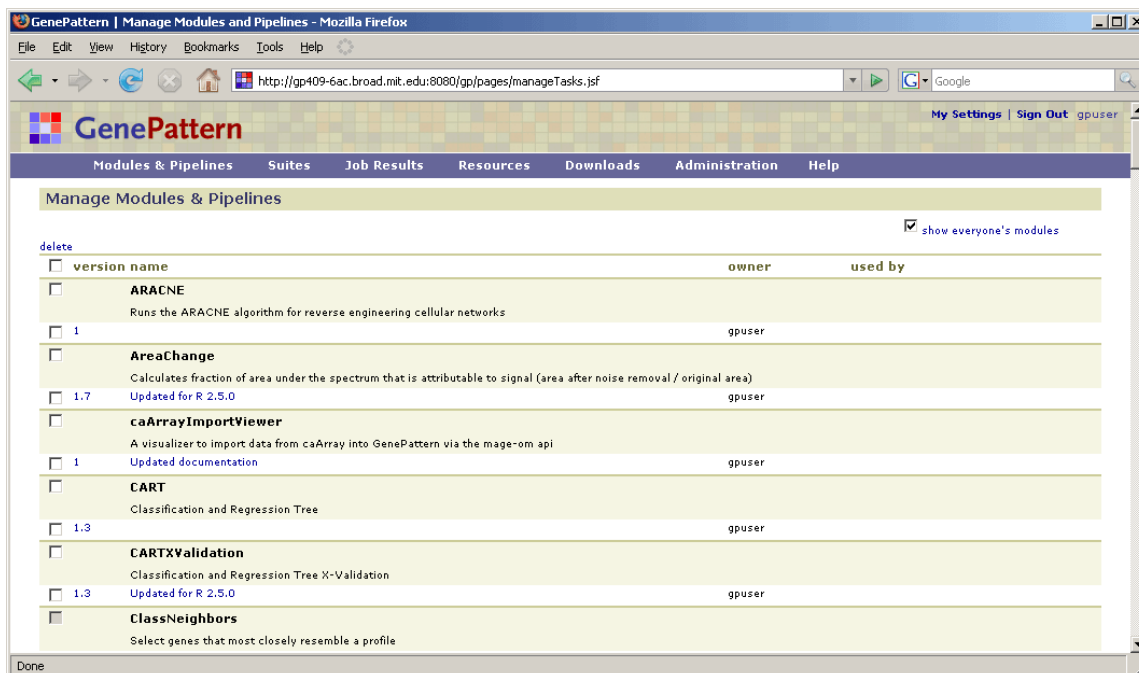 GenePattern | Manage Modules and Pipelines - Mozilla Firefox
File Edit View History Bookmarks Tools Help
http://gp409-6ac.broad.mit.edu:8080/gp/pages/manageTasks.jsf G Google
GenePattern My Settings | Sign Out gpuser
Modules & Pipelines Suites Job Results Resources Downloads Administration Help
Manage Modules & Pipelines
show everyone's modules
delete
version name owner used by
ARACNE
Runs the ARACNE algorithm for reverse engineering cellular networks
1 gpuser
AreaChange
Calculates fraction of area under the spectrum that is attributable to signal (area after noise removal / original area)
1.7 Updated for R 2.5.0 gpuser
caArrayImportViewer
A visualizer to import data from caArray into GenePattern via the mage-om api
1 Updated documentation gpuser
CART
Classification and Regression Tree
1.3 gpuser
CARTXValidation
Classification and Regression Tree X-Validation
1.3 Updated for R 2.5.0 gpuser
ClassNeighbors
Select genes that most closely resemble a profile
Done